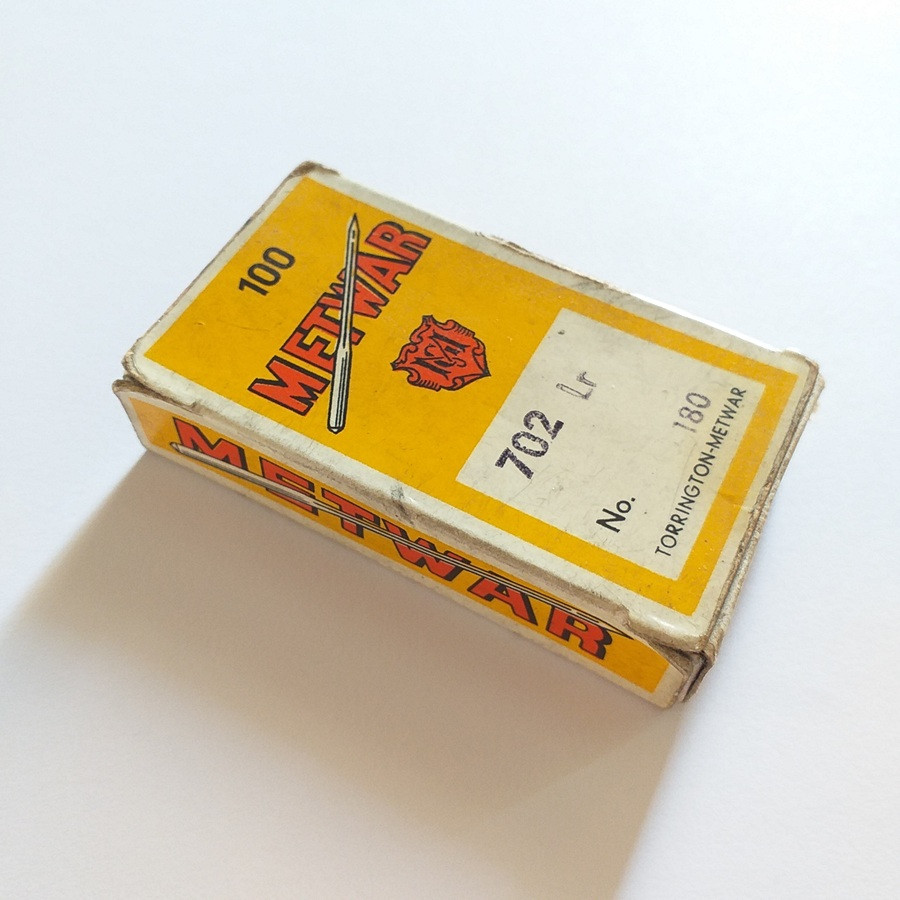 100
METWAR
M
702 Lr
No. 180
TORRINGTON-METWAR
METWAR